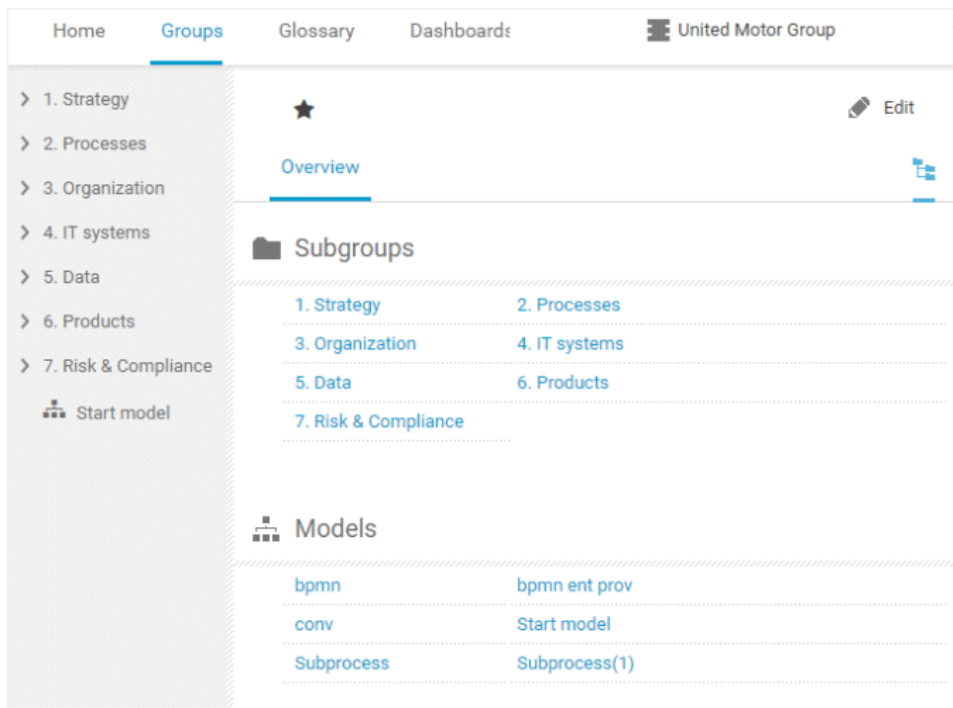 Home Groups Glossary Dashboards United Motor Group
1. Strategy
2. Processes
3. Organization
4. IT systems
5. Data
6. Products
7. Risk & Compliance
Start model
Edit
Overview
Subgroups
1. Strategy 2. Processes
3. Organization 4. IT systems
5. Data 6. Products
7. Risk & Compliance
Models
bpmn bpmn ent prov
conv Start model
Subprocess Subprocess(1)